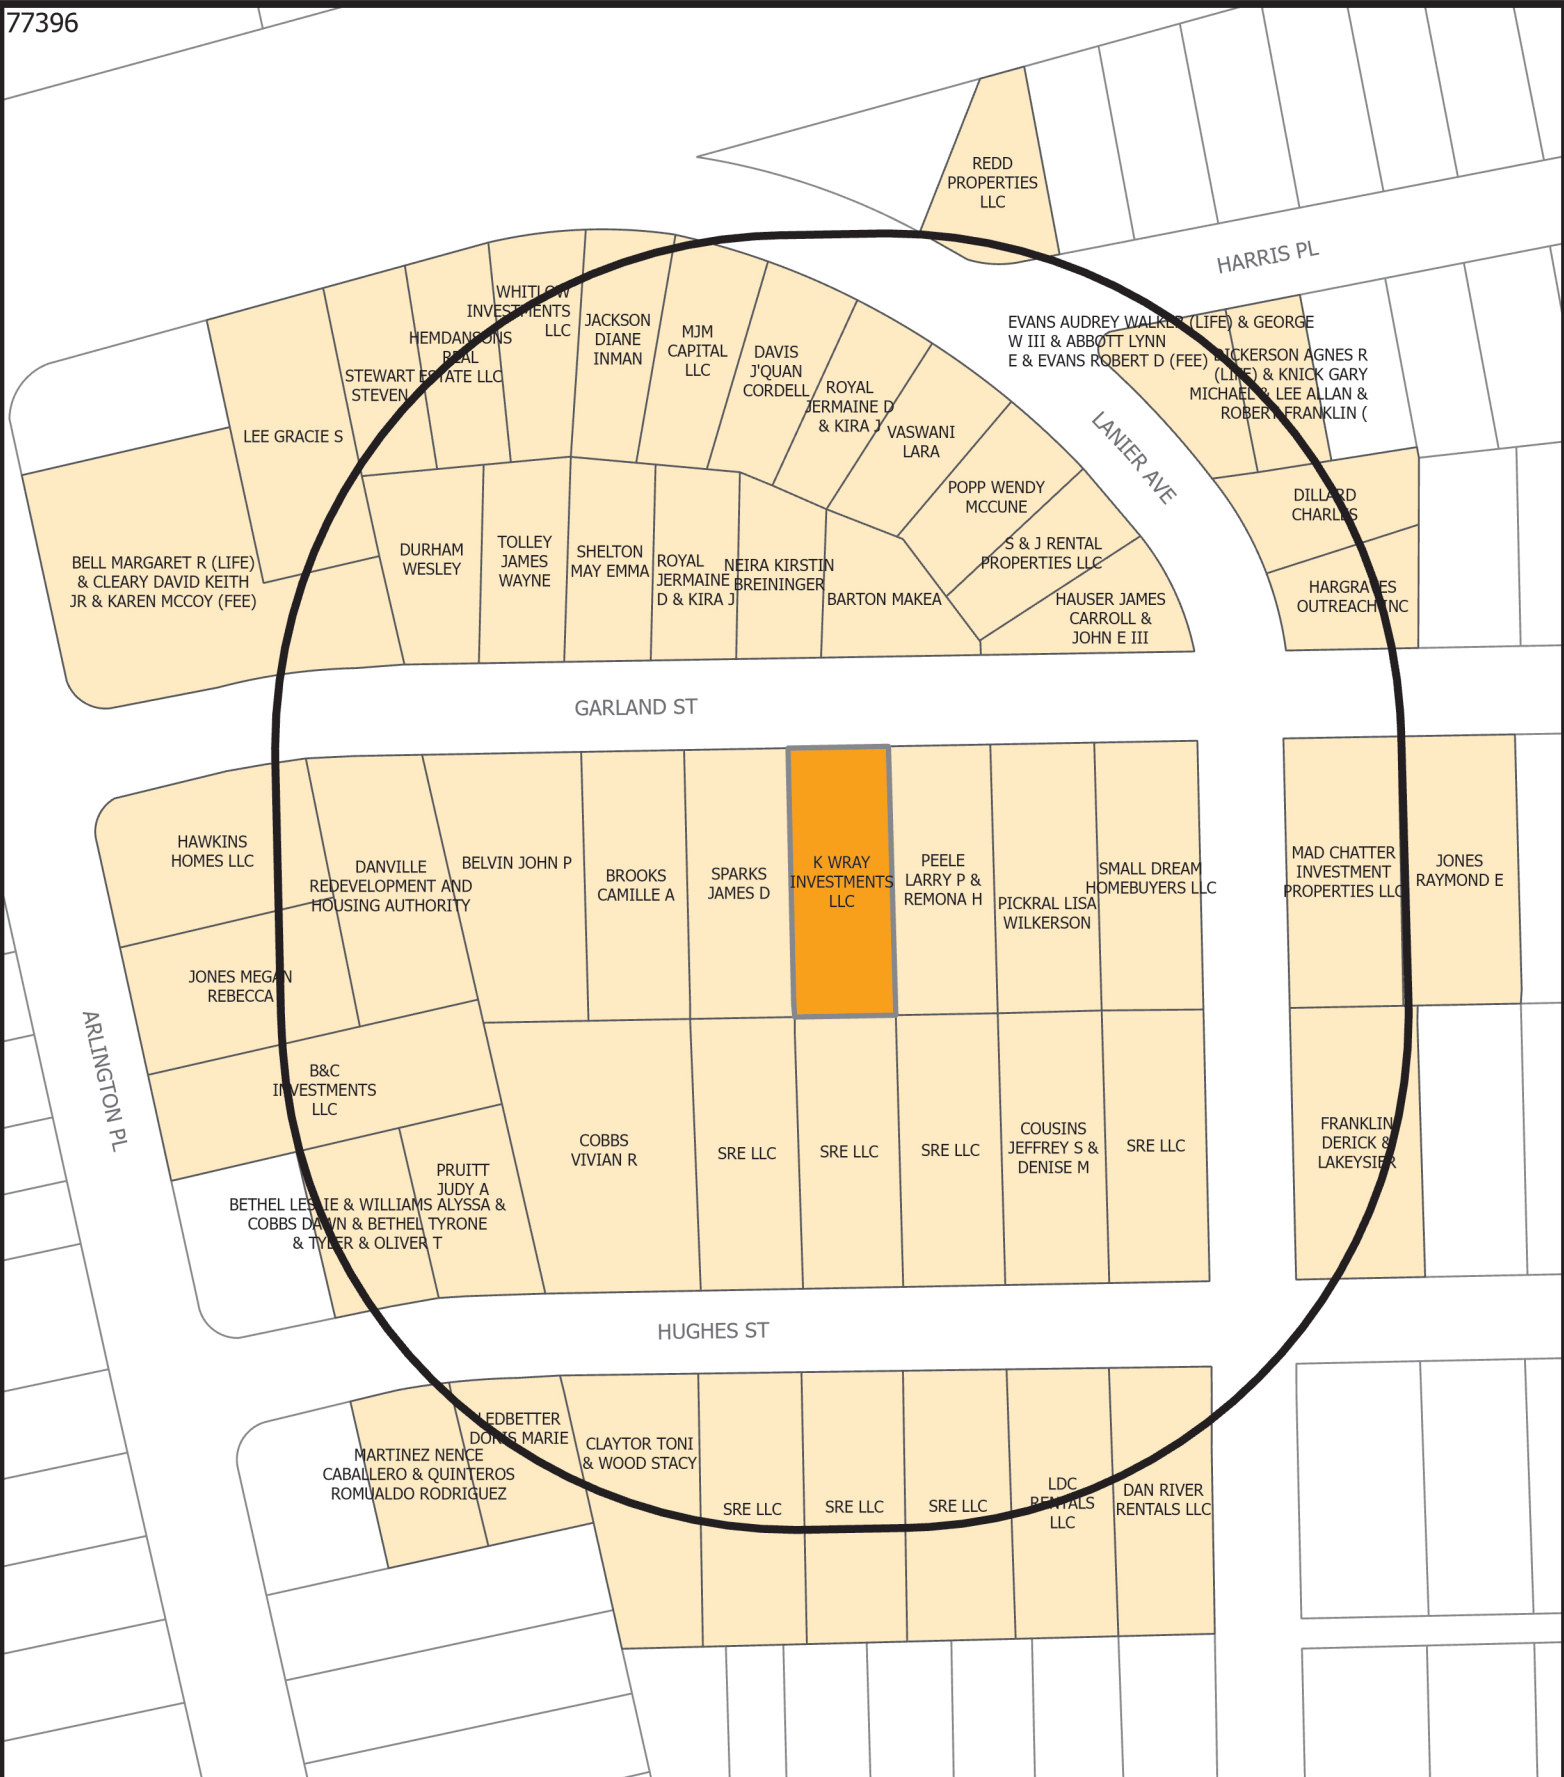 77396
REDD
PROPERTIES
LLC
HARRIS PL
WHITLOW
INVESTMENTS
LLC
JACKSON
DIANE
INMAN
MJM
CAPITAL
LLC
HEMDANSONS
REAL
ESTATE LLC
STEWART
STEVEN
DAVIS
J'QUAN
CORDELL
ROYAL
JERMAINE D
& KIRA J
VASWANI
LARA
EVANS AUDREY WALKER (LIFE) & GEORGE
W III & ABBOTT LYNN
E & EVANS ROBERT D (FEE)
DICKERSON AGNES R
(LIFE) & KNICK GARY
MICHAEL & LEE ALLAN &
ROBERT FRANKLIN (
LEE GRACIE S
LANIER AVE
POPP WENDY
MCCUNE
DILLARD
CHARLES
S & J RENTAL
PROPERTIES LLC
HARGRAVES
OUTREACH INC
BELL MARGARET R (LIFE)
& CLEARY DAVID KEITH
JR & KAREN MCCOY (FEE)
DURHAM
WESLEY
TOLLEY
JAMES
WAYNE
SHELTON
MAY EMMA
ROYAL
JERMAINE
D & KIRA J
NEIRA KIRSTIN
BREININGER
BARTON MAKEA
HAUSER JAMES
CARROLL &
JOHN E III
GARLAND ST
HAWKINS
HOMES LLC
DANVILLE
REDEVELOPMENT AND
HOUSING AUTHORITY
BELVIN JOHN P
BROOKS
CAMILLE A
SPARKS
JAMES D
K WRAY
INVESTMENTS
LLC
PEELE
LARRY P &
REMONA H
PICKRAL LISA
WILKERSON
SMALL DREAM
HOMEBUYERS LLC
MAD CHATTER
INVESTMENT
PROPERTIES LLC
JONES
RAYMOND E
JONES MEGAN
REBECCA
ARLINGTON PL
B&C
INVESTMENTS
LLC
COBBS
VIVIAN R
SRE LLC
SRE LLC
SRE LLC
COUSINS
JEFFREY S &
DENISE M
SRE LLC
FRANKLIN
DERICK &
LAKEYSIER
PRUITT
JUDY A
BETHEL LESLIE & WILLIAMS ALYSSA &
COBBS DAWN & BETHEL TYRONE
& TYLER & OLIVER T
HUGHES ST
LEDBETTER
DORIS MARIE
MARTINEZ NENCE
CABALLERO & QUINTEROS
ROMUALDO RODRIGUEZ
CLAYTOR TONI
& WOOD STACY
SRE LLC
SRE LLC
SRE LLC
LDC
RENTALS
LLC
DAN RIVER
RENTALS LLC